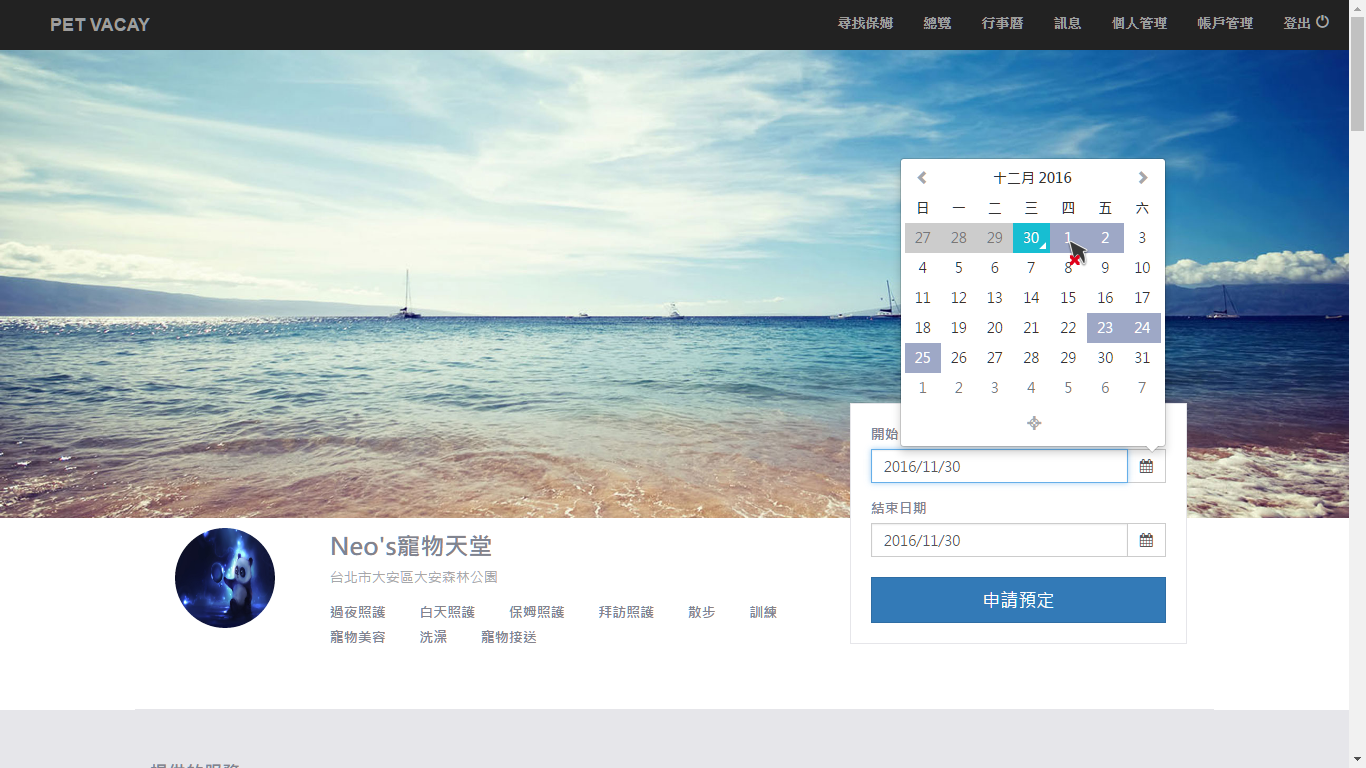 PET VACAY 尋找保姆 總覽 行事曆 訊息 個人管理 帳戶管理 登出
十二月 2016
日 一 二 三 四 五 六
27 28 29 30 1 2 3
4 5 6 7 8 9 10
11 12 13 14 15 16 17
18 19 20 21 22 23 24
25 26 27 28 29 30 31
1 2 3 4 5 6 7
開始
2016/11/30
結束日期
2016/11/30
申請預定
Neo's寵物天堂
台北市大安區大安森林公園
過夜照護 白天照護 保姆照護 拜訪照護 散步 訓練
寵物美容 洗澡 寵物接送
提供的服務